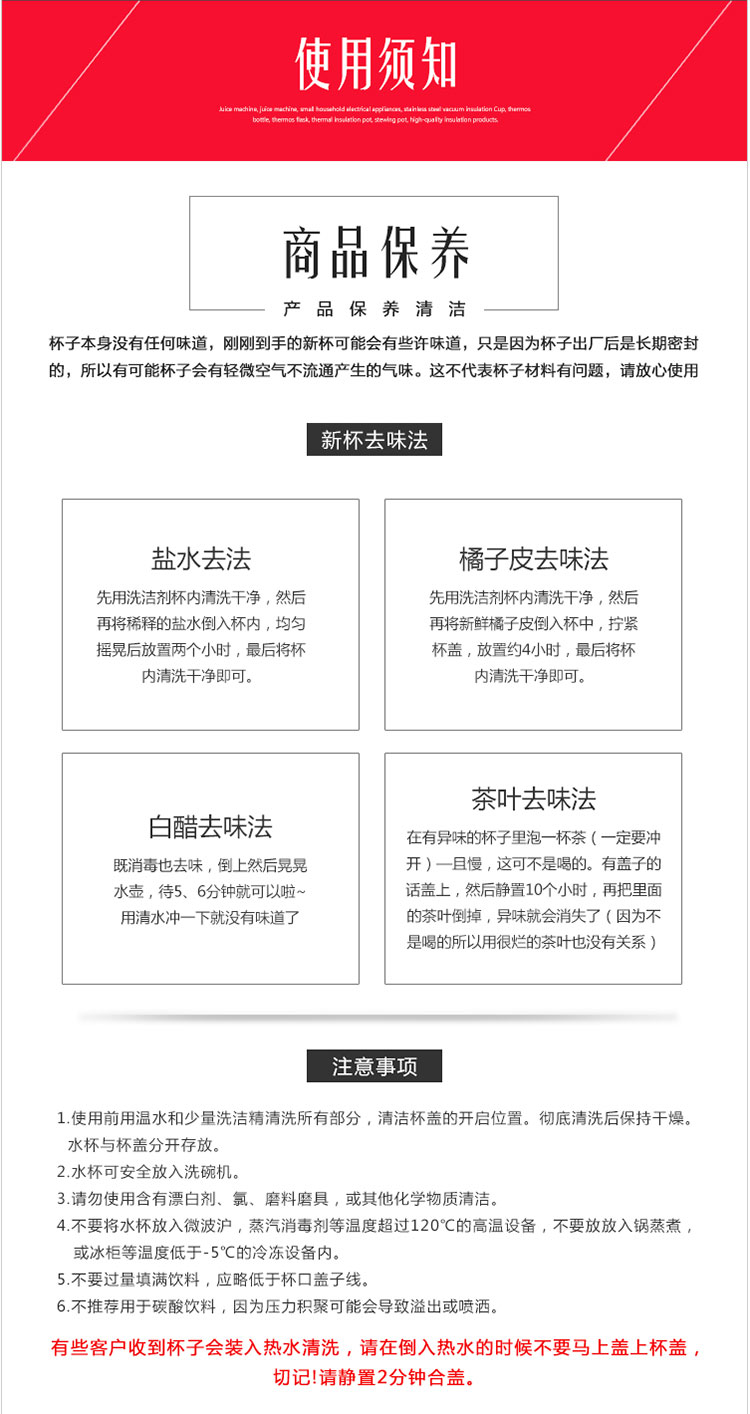 使用须知
Juice machine, juice machine, small household electrical appliances, stainless steel vacuum insulation Cup, thermos
bottle, thermos flask, thermal insulation pot, stewing pot, high-quality insulation products.
商品保养
产品保养清洁
杯子本身没有任何味道，刚刚到手的新杯可能会有些许味道，只是因为杯子出厂后是长期密封
的，所以有可能杯子会有轻微空气不流通产生的气味。这不代表杯子材料有问题，请放心使用
新杯去味法
盐水去法
先用洗洁剂杯内清洗干净，然后
再将稀释的盐水倒入杯内，均匀
摇晃后放置两个小时，最后将杯
内清洗干净即可。
橘子皮去味法
先用洗洁剂杯内清洗干净，然后
再将新鲜橘子皮倒入杯中，拧紧
杯盖，放置约4小时，最后将杯
内清洗干净即可。
白醋去味法
既消毒也去味，倒上然后晃晃
水壶，待5、6分钟就可以啦~
用清水冲一下就没有味道了
茶叶去味法
在有异味的杯子里泡一杯茶（一定要冲
开）—且慢，这可不是喝的。有盖子的
话盖上，然后静置10个小时，再把里面
的茶叶倒掉，异味就会消失了（因为不
是喝的所以用很烂的茶叶也没有关系）
注意事项
1.使用前用温水和少量洗洁精清洗所有部分，清洁杯盖的开启位置。彻底清洗后保持干燥。
水杯与杯盖分开存放。
2.水杯可安全放入洗碗机。
3.请勿使用含有漂白剂、氯、磨料磨具，或其他化学物质清洁。
4.不要将水杯放入微波沪，蒸汽消毒剂等温度超过120℃的高温设备，不要放放入锅蒸煮，
或冰柜等温度低于-5℃的冷冻设备内。
5.不要过量填满饮料，应略低于杯口盖子线。
6.不推荐用于碳酸饮料，因为压力积聚可能会导致溢出或喷洒。
有些客户收到杯子会装入热水清洗，请在倒入热水的时候不要马上盖上杯盖，
切记!请静置2分钟合盖。